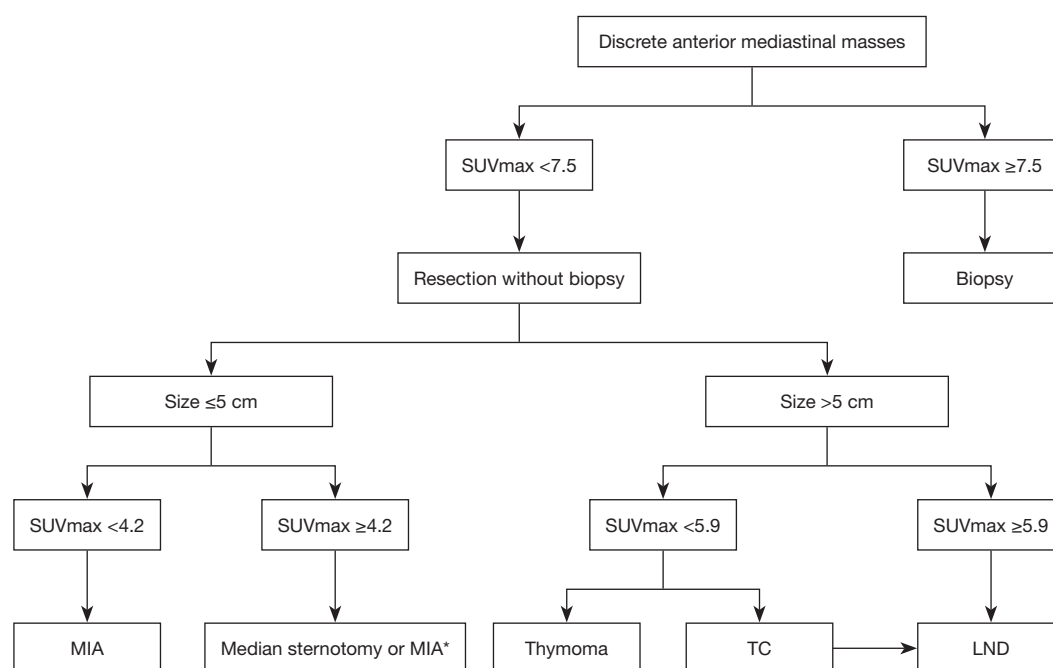 Discrete anterior mediastinal masses
SUVmax <7.5
SUVmax ≥7.5
Resection without biopsy
Biopsy
Size ≤5 cm
Size >5 cm
SUVmax <4.2
SUVmax ≥4.2
SUVmax <5.9
SUVmax ≥5.9
MIA
Median sternotomy or MIA*
Thymoma
TC
LND